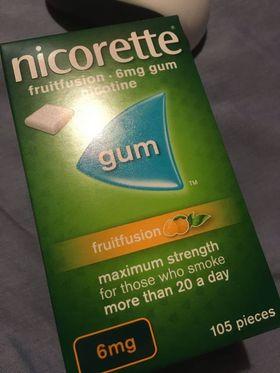 nicorette
fruitfusion · 6mg gum
nicotine
gum
TM
fruitfusion
maximum strength
for those who smoke
more than 20 a day
6mg
105 pieces